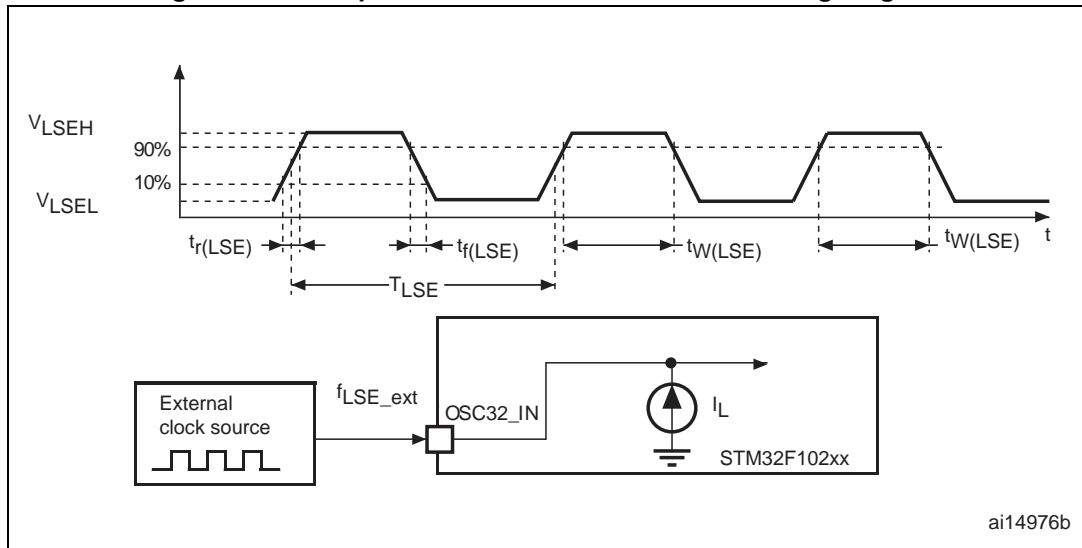 VLSEH
90%
10%
VLSEL
tr(LSE)
tf(LSE)
tW(LSE)
tW(LSE)
t
TLSE
External
clock source
fLSE_ext
OSC32_IN
IL
STM32F102xx
ai14976b